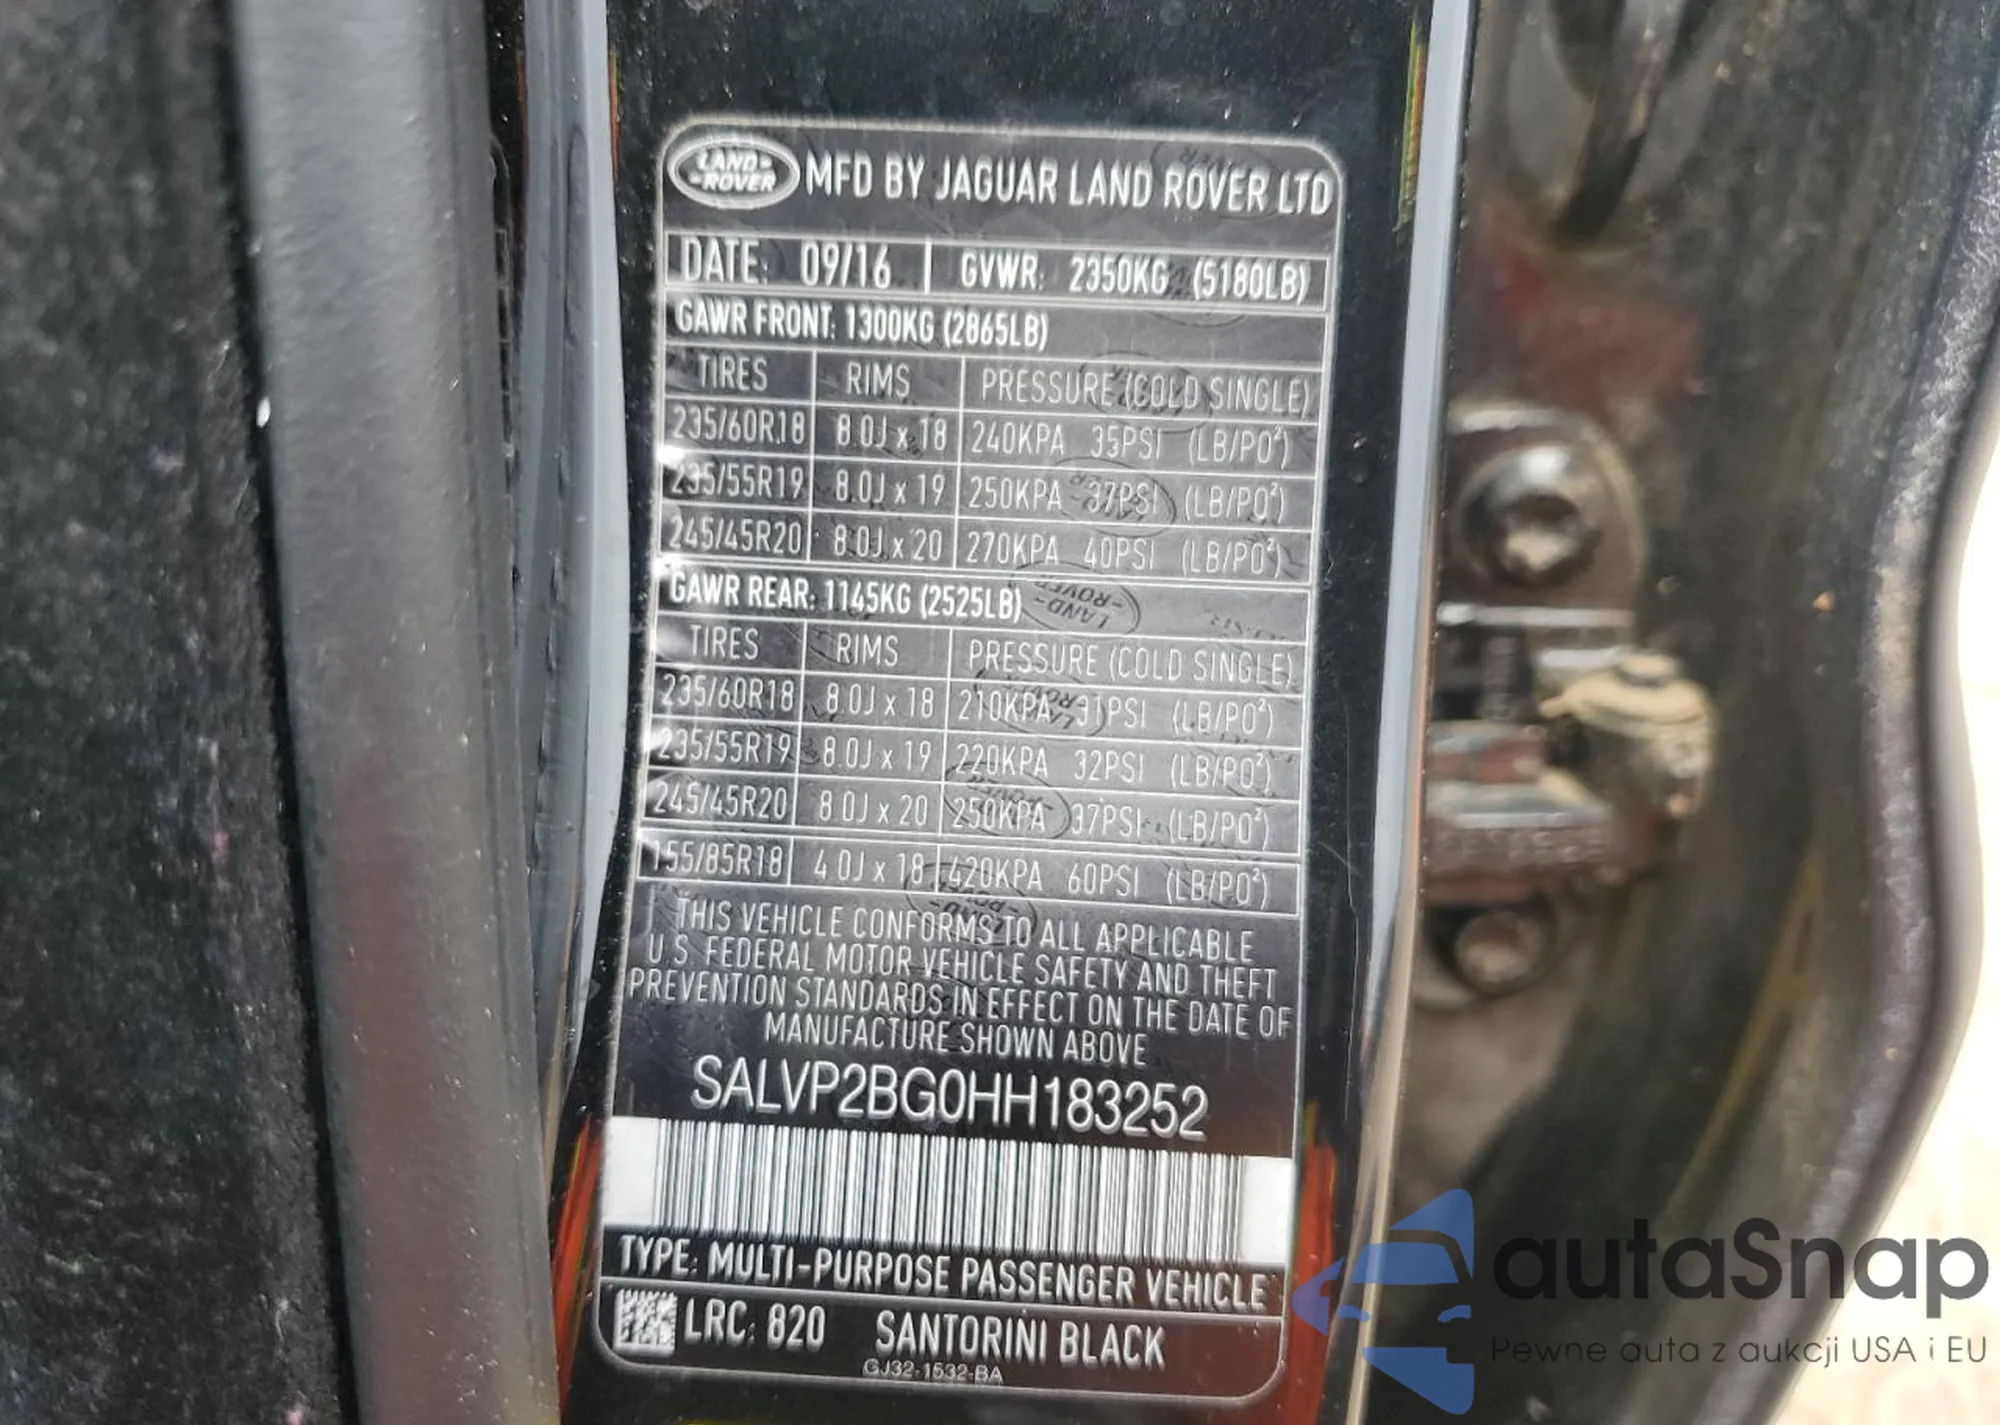 LAND-
-ROVER
MFD BY JAGUAR LAND ROVER LTD
DATE: 09/16 | GVWR: 2350KG (5180LB)
GAWR FRONT: 1300KG (2865LB)
TIRES RIMS PRESSURE (COLD SINGLE)
235/60R18 8.0J x 18 240KPA 35PSI (LB/PO²)
235/55R19 8.0J x 19 250KPA 37PSI (LB/PO²)
245/45R20 8.0J x 20 270KPA 40PSI (LB/PO²)
GAWR REAR: 1145KG (2525LB)
TIRES RIMS PRESSURE (COLD SINGLE)
235/60R18 8.0J x 18 210KPA 31PSI (LB/PO²)
235/55R19 8.0J x 19 220KPA 32PSI (LB/PO²)
245/45R20 8.0J x 20 250KPA 37PSI (LB/PO²)
155/85R18 4.0J x 18 420KPA 60PSI (LB/PO²)
THIS VEHICLE CONFORMS TO ALL APPLICABLE
U.S. FEDERAL MOTOR VEHICLE SAFETY AND THEFT
PREVENTION STANDARDS IN EFFECT ON THE DATE OF
MANUFACTURE SHOWN ABOVE
SALVP2BG0HH183252
TYPE: MULTI-PURPOSE PASSENGER VEHICLE
LRC: 820 SANTORINI BLACK
GJ32-1532-BA
autaSnap
Pewne auta z aukcji USA i EU